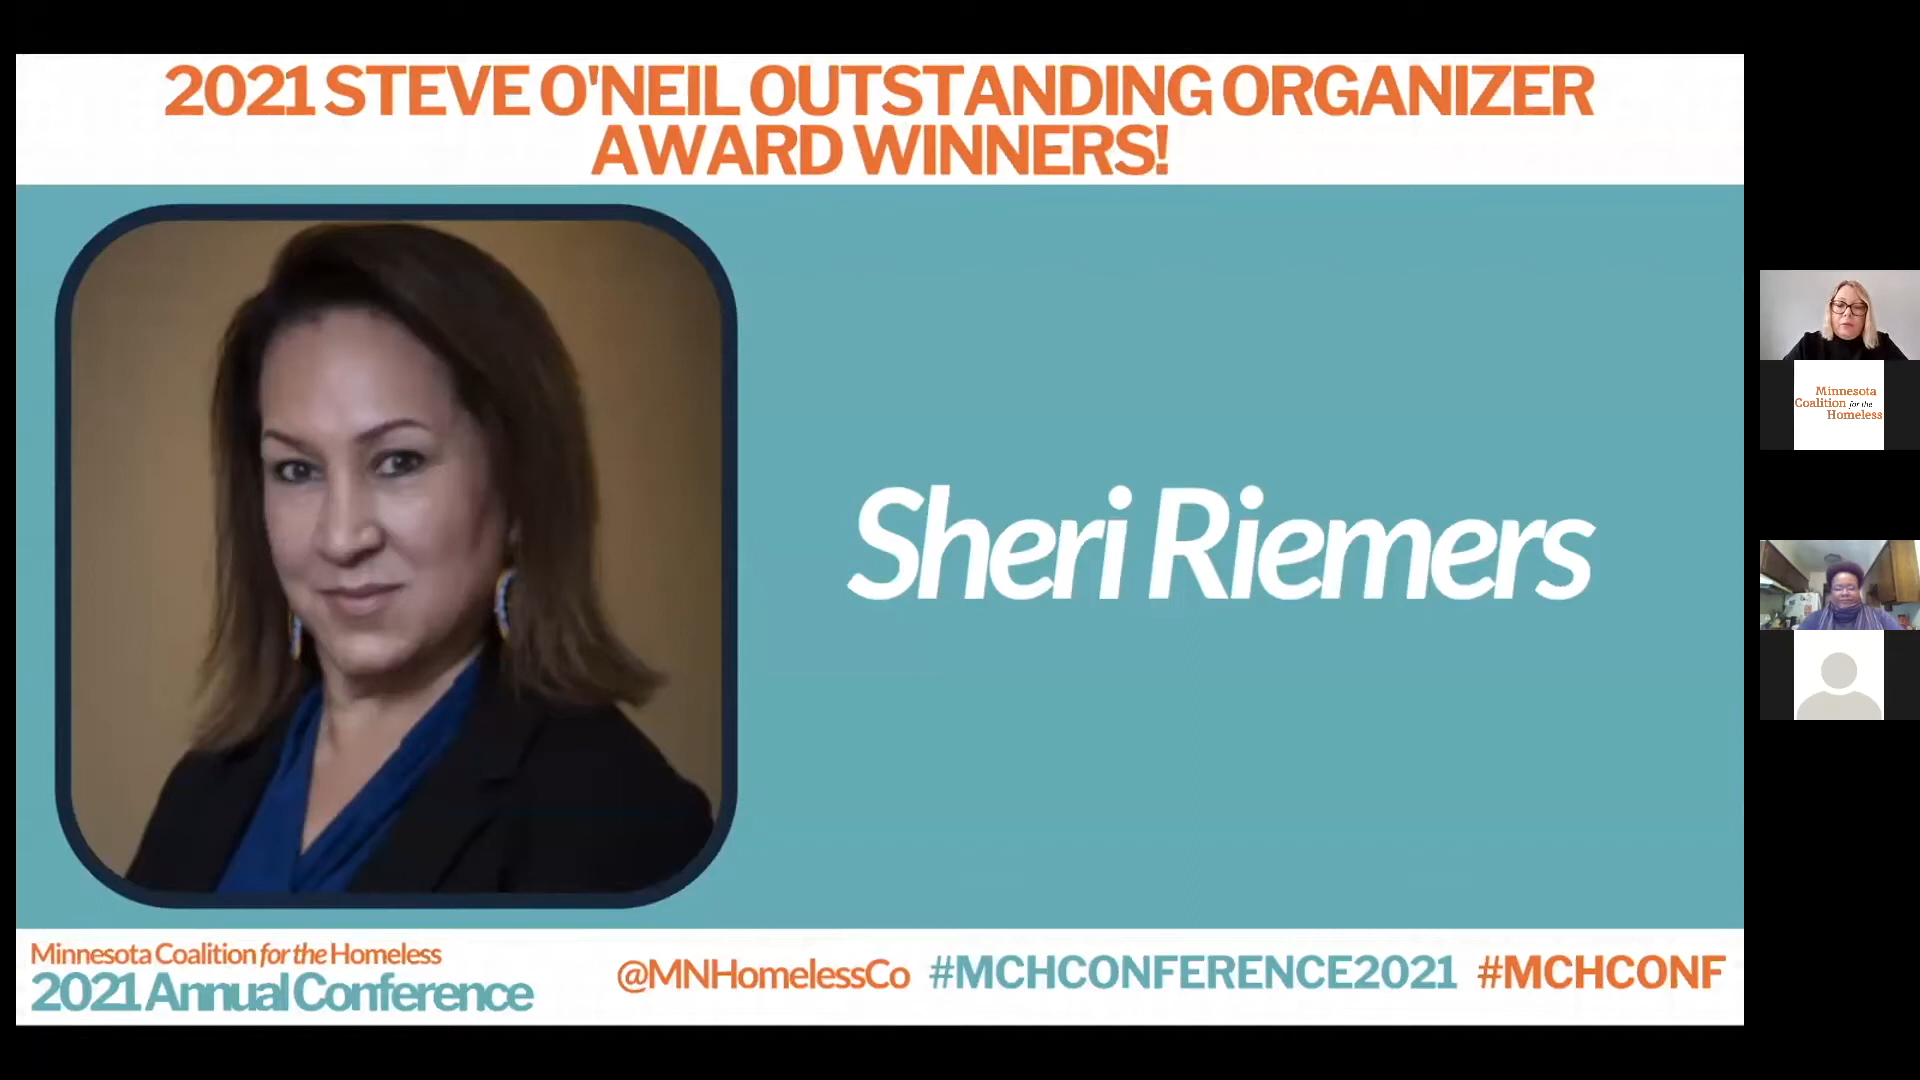 2021 STEVE O'NEIL OUTSTANDING ORGANIZER
AWARD WINNERS!
Sheri Riemers
Minnesota Coalition for the Homeless
2021 Annual Conference
@MNHomelessCo #MCHCONFERENCE2021 #MCHCONF
Minnesota
Coalition for the
Homeless